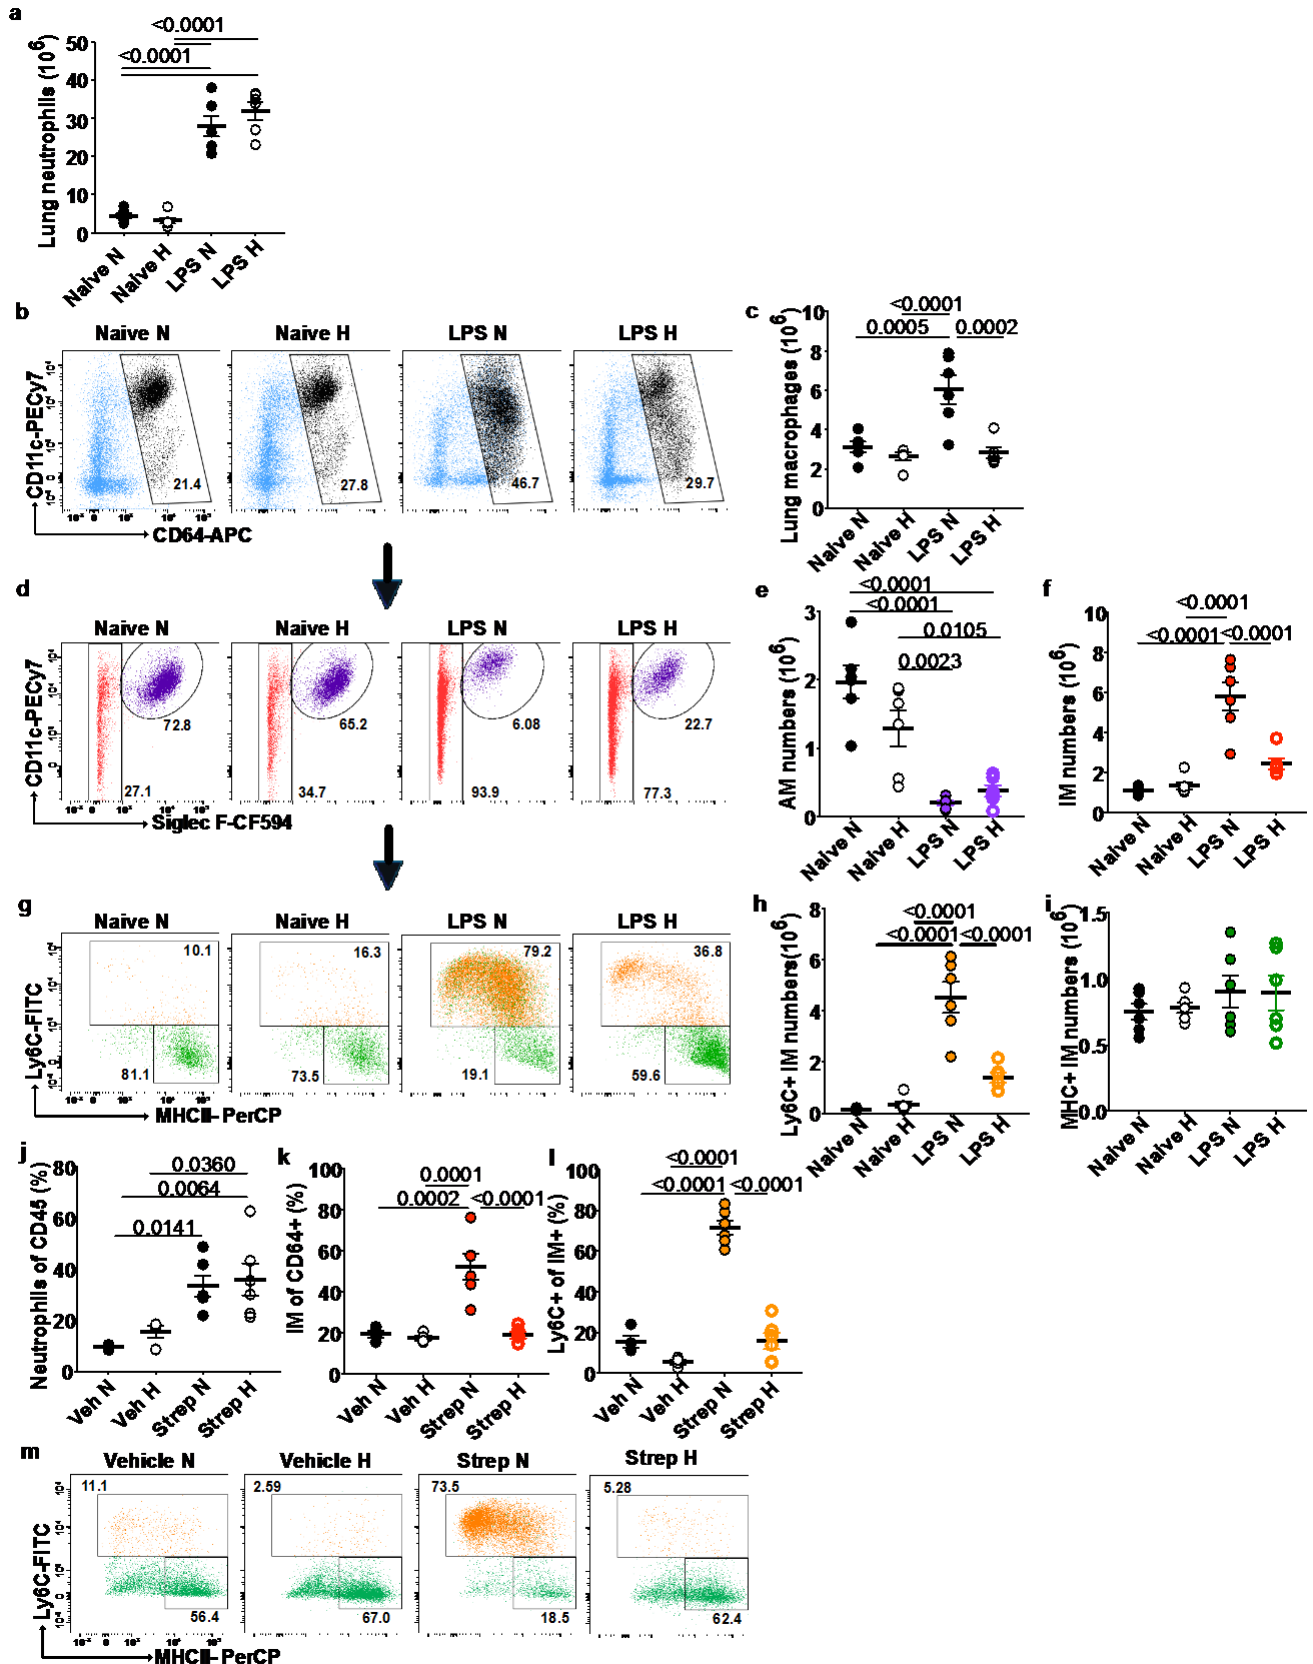 a
<0.0001
<0.0001
Lung neutrophils (10⁶)
50
40
30
20
10
0
Naive N
Naive H
LPS N
LPS H
b
Naive N
Naive H
LPS N
LPS H
CD11c-PECy7
21.4
27.8
46.7
29.7
CD64-APC
c
<0.0001
0.0005
0.0002
Lung macrophages (10⁶)
10
8
6
4
2
0
Naive N
Naive H
LPS N
LPS H
d
Naive N
Naive H
LPS N
LPS H
CD11c-PECy7
72.8
65.2
6.08
22.7
27.1
34.7
93.9
77.3
Siglec F-CF594
e
<0.0001
<0.0001
0.0105
0.0023
AM numbers (10⁶)
3
2
1
0
Naive N
Naive H
LPS N
LPS H
f
<0.0001
<0.0001
<0.0001
IM numbers (10⁶)
10
8
6
4
2
0
Naive N
Naive H
LPS N
LPS H
g
Naive N
Naive H
LPS N
LPS H
Ly6C-FITC
10.1
16.3
79.2
36.8
81.1
73.5
19.1
59.6
MHCII-PerCP
h
<0.0001
<0.0001
<0.0001
Ly6C+ IM numbers(10⁶)
8
6
4
2
0
Naive N
Naive H
LPS N
LPS H
i
MHC+ IM numbers (10⁶)
1.5
1.0
0.5
0.0
Naive N
Naive H
LPS N
LPS H
j
0.0360
0.0064
0.0141
Neutrophils of CD45 (%)
80
60
40
20
0
Veh N
Veh H
Strep N
Strep H
k
0.0001
0.0002
<0.0001
IM of CD64+ (%)
100
80
60
40
20
0
Veh N
Veh H
Strep N
Strep H
l
<0.0001
<0.0001
<0.0001
Ly6C+ of IM+ (%)
100
80
60
40
20
0
Veh N
Veh H
Strep N
Strep H
m
Vehicle N
Vehicle H
Strep N
Strep H
Ly6C-FITC
11.1
2.59
73.5
5.28
56.4
67.0
18.5
62.4
MHCII-PerCP